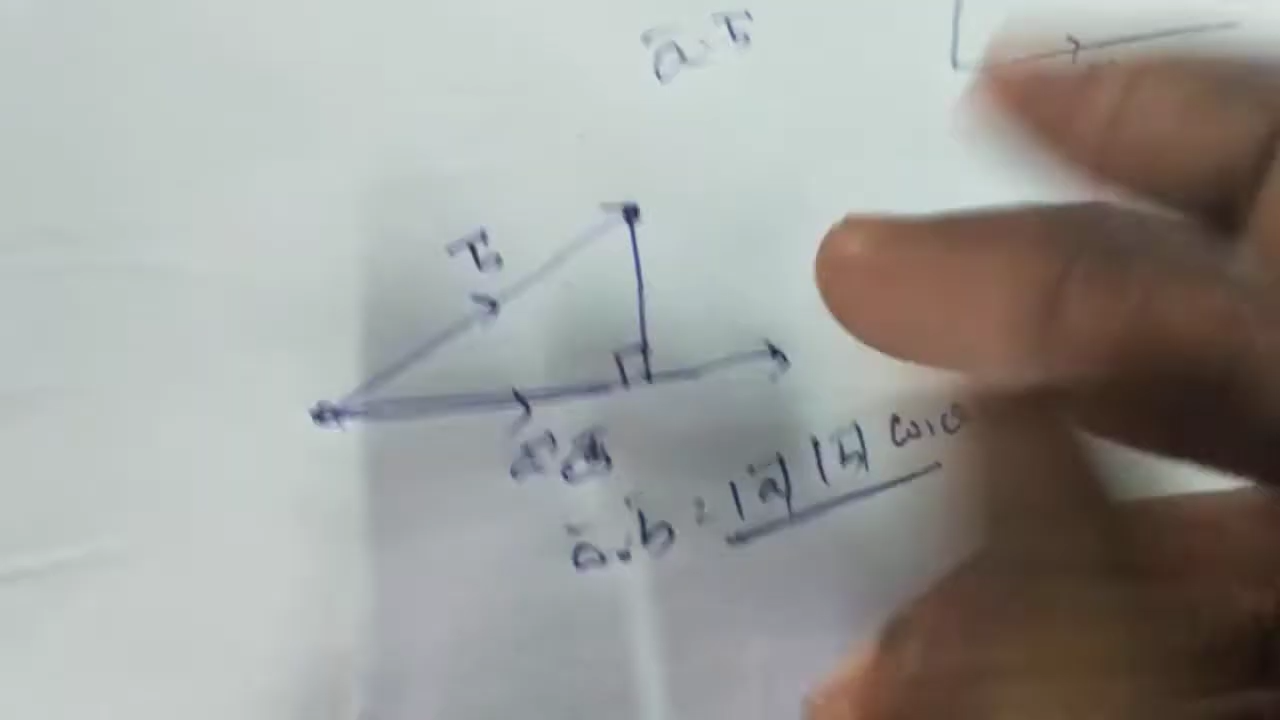 a̅.b̅
b̅
a̅.b̅ = |a̅| |b̅| cos